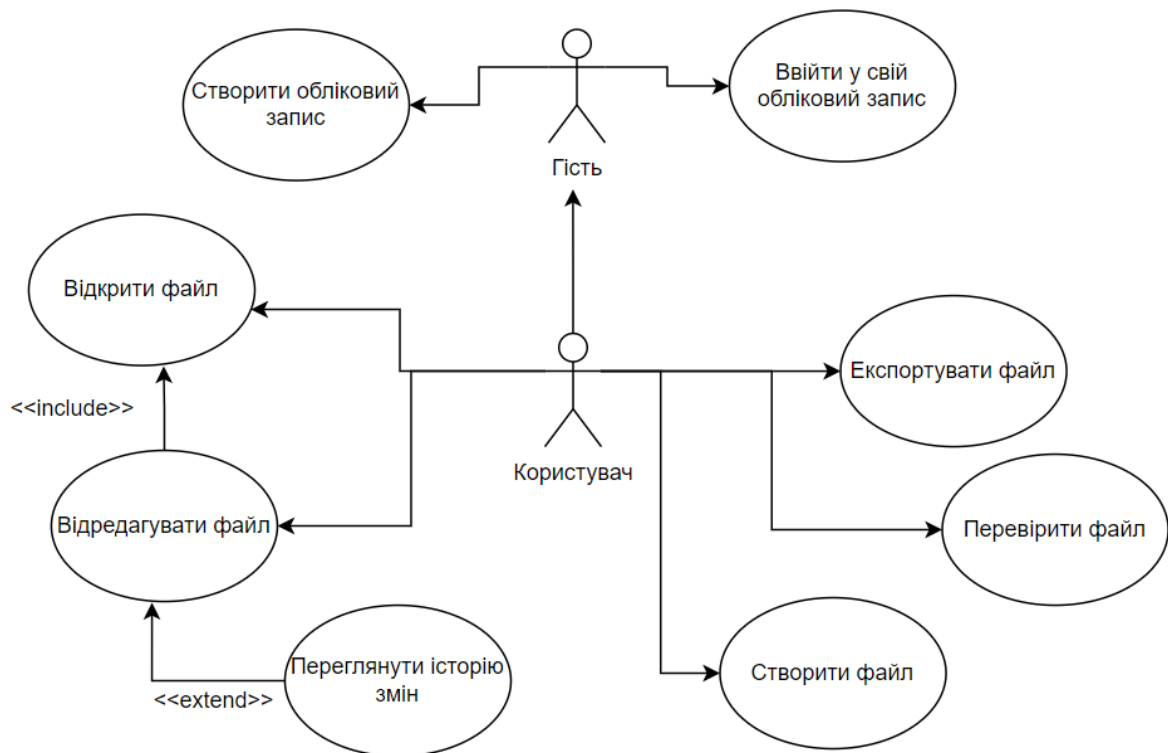 Створити обліковий
запис
Ввійти у свій
обліковий запис
Гість
Відкрити файл
Експортувати файл
<<include>>
Користувач
Відредагувати файл
Перевірити файл
Переглянути історію
змін
<<extend>>
Створити файл